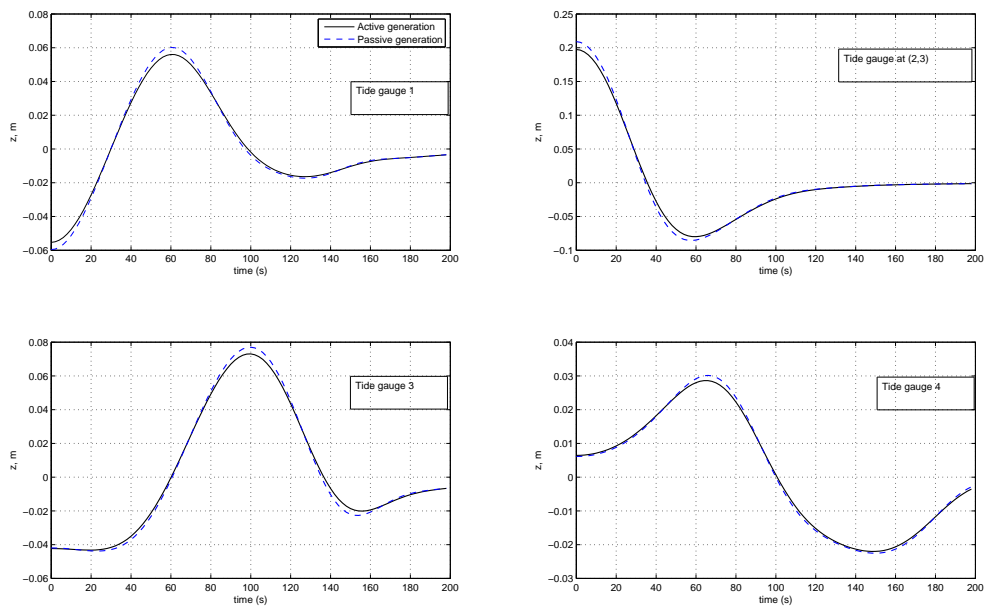 0.08
0.06
0.04
0.02
0
−0.02
−0.04
−0.06
z, m
0 20 40 60 80 100 120 140 160 180 200
time (s)
Active generation
Passive generation
Tide gauge 1
0.25
0.2
0.15
0.1
0.05
0
−0.05
−0.1
z, m
0 20 40 60 80 100 120 140 160 180 200
time (s)
Tide gauge at (2,3)
0.08
0.06
0.04
0.02
0
−0.02
−0.04
−0.06
z, m
0 20 40 60 80 100 120 140 160 180 200
time (s)
Tide gauge 3
0.04
0.03
0.02
0.01
0
−0.01
−0.02
−0.03
z, m
0 20 40 60 80 100 120 140 160 180 200
time (s)
Tide gauge 4